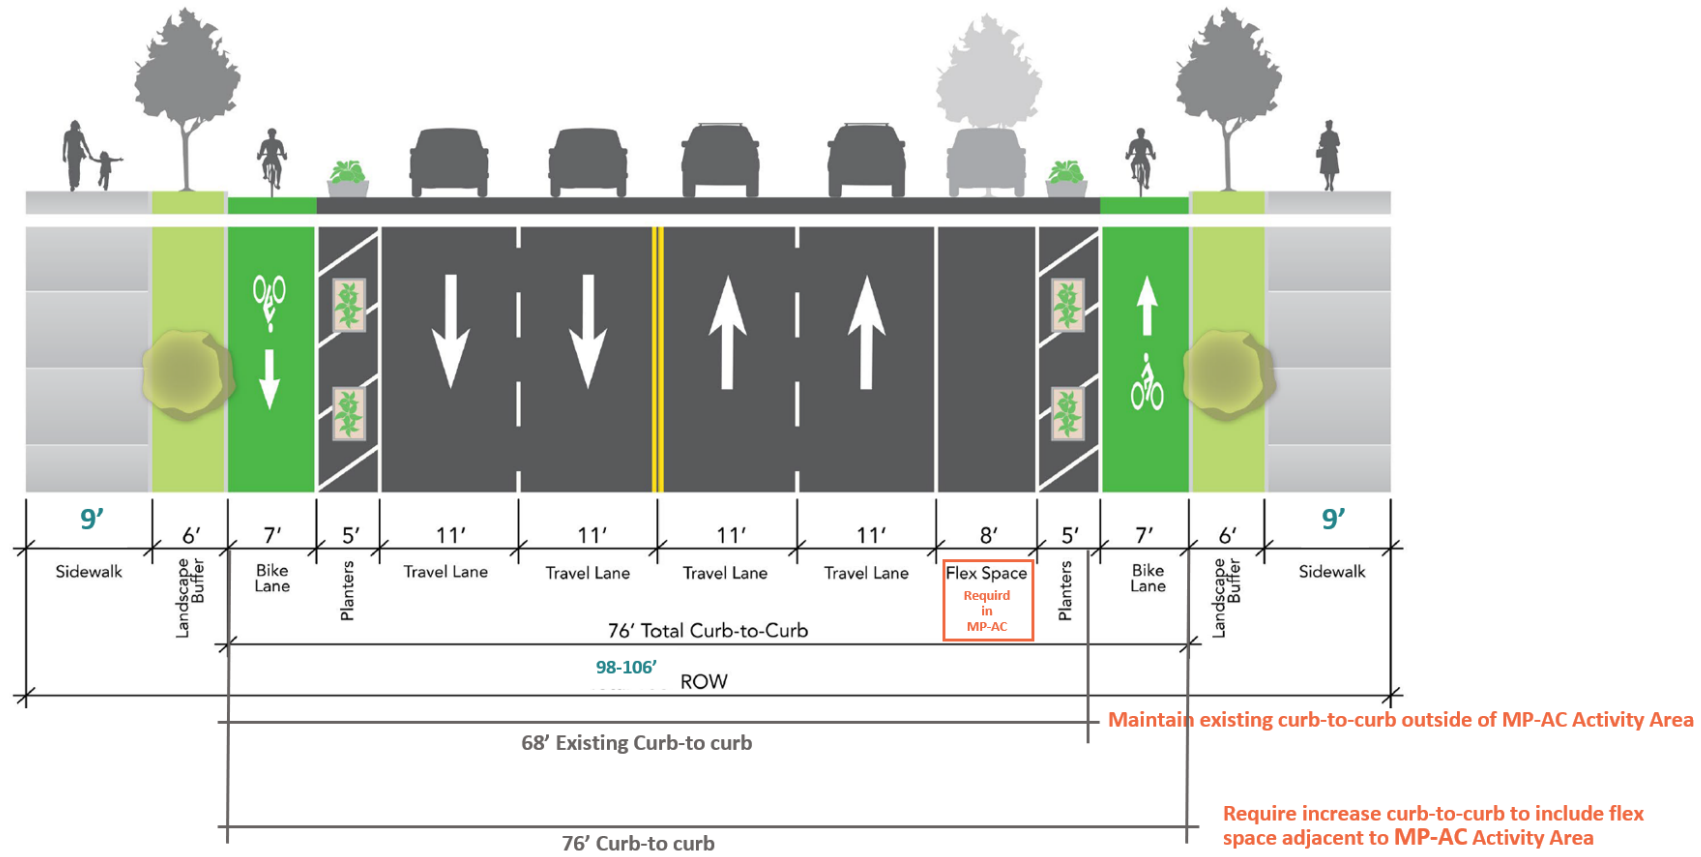 9’
6’
7’
5’
11’
11’
11’
11’
8’
5’
7’
6’
9’
Sidewalk
Landscape
Buffer
Bike
Lane
Planters
Travel Lane
Travel Lane
Travel Lane
Travel Lane
Flex Space
Requird
in
MP-AC
Planters
Bike
Lane
Landscape
Buffer
Sidewalk
76’ Total Curb-to-Curb
98-106’
ROW
Maintain existing curb-to-curb outside of MP-AC Activity Area
68’ Existing Curb-to curb
Require increase curb-to-curb to include flex
space adjacent to MP-AC Activity Area
76’ Curb-to curb